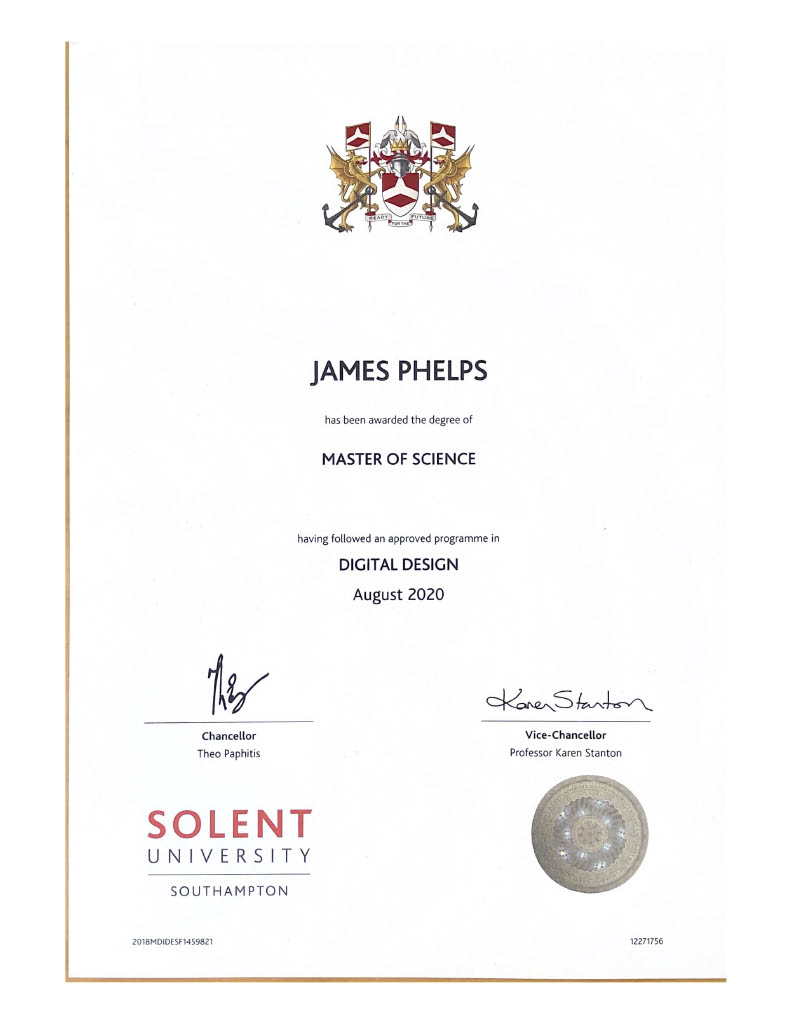 READY FOR THE FUTURE
JAMES PHELPS
has been awarded the degree of
MASTER OF SCIENCE
having followed an approved programme in
DIGITAL DESIGN
August 2020
Karen Stanton
Chancellor
Theo Paphitis
Vice-Chancellor
Professor Karen Stanton
SOLENT
UNIVERSITY
SOUTHAMPTON
2018MDIDESF1459821
12271756